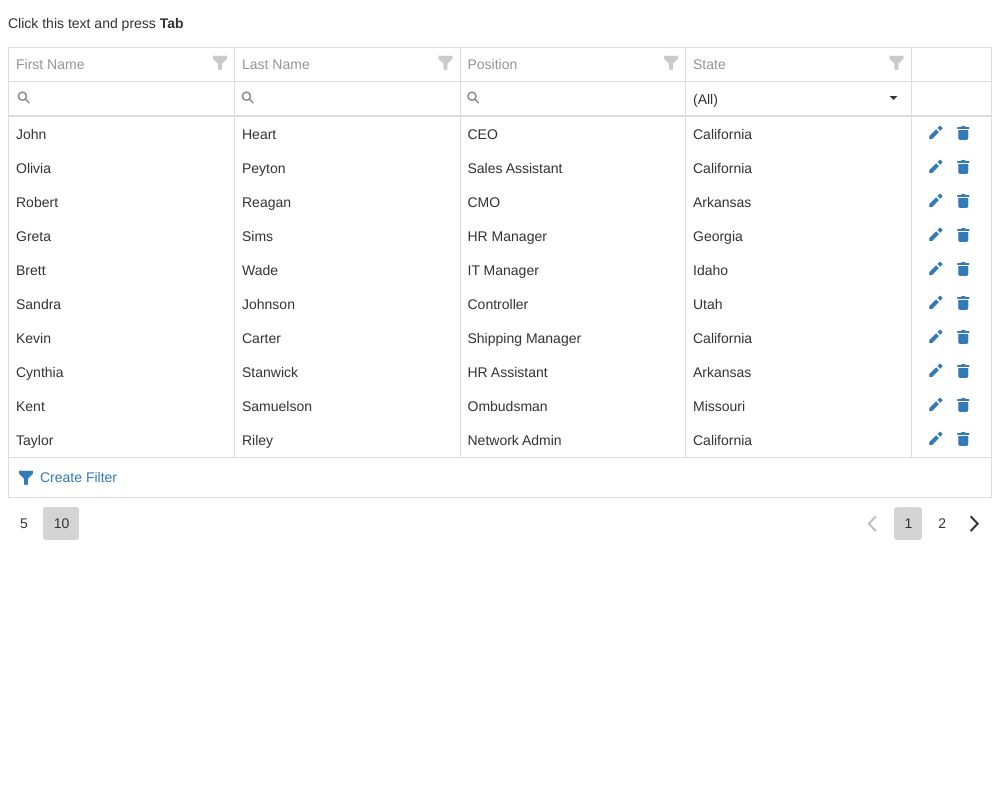 Click this text and press Tab
First Name Last Name Position State
(All)
John Heart CEO California
Olivia Peyton Sales Assistant California
Robert Reagan CMO Arkansas
Greta Sims HR Manager Georgia
Brett Wade IT Manager Idaho
Sandra Johnson Controller Utah
Kevin Carter Shipping Manager California
Cynthia Stanwick HR Assistant Arkansas
Kent Samuelson Ombudsman Missouri
Taylor Riley Network Admin California
Create Filter
5 10 1 2